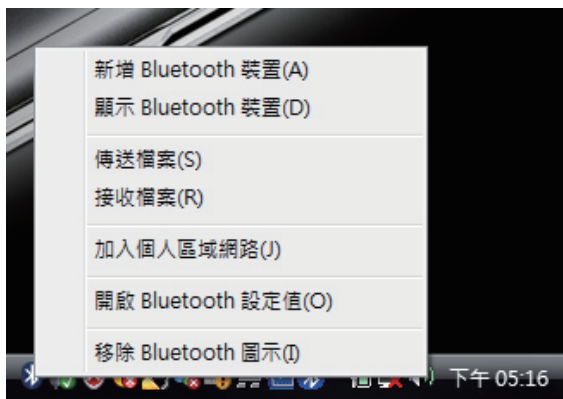 新增 Bluetooth 裝置(A)
顯示 Bluetooth 裝置(D)
傳送檔案(S)
接收檔案(R)
加入個人區域網路(J)
開啟 Bluetooth 設定值(O)
移除 Bluetooth 圖示(I)
下午 05:16